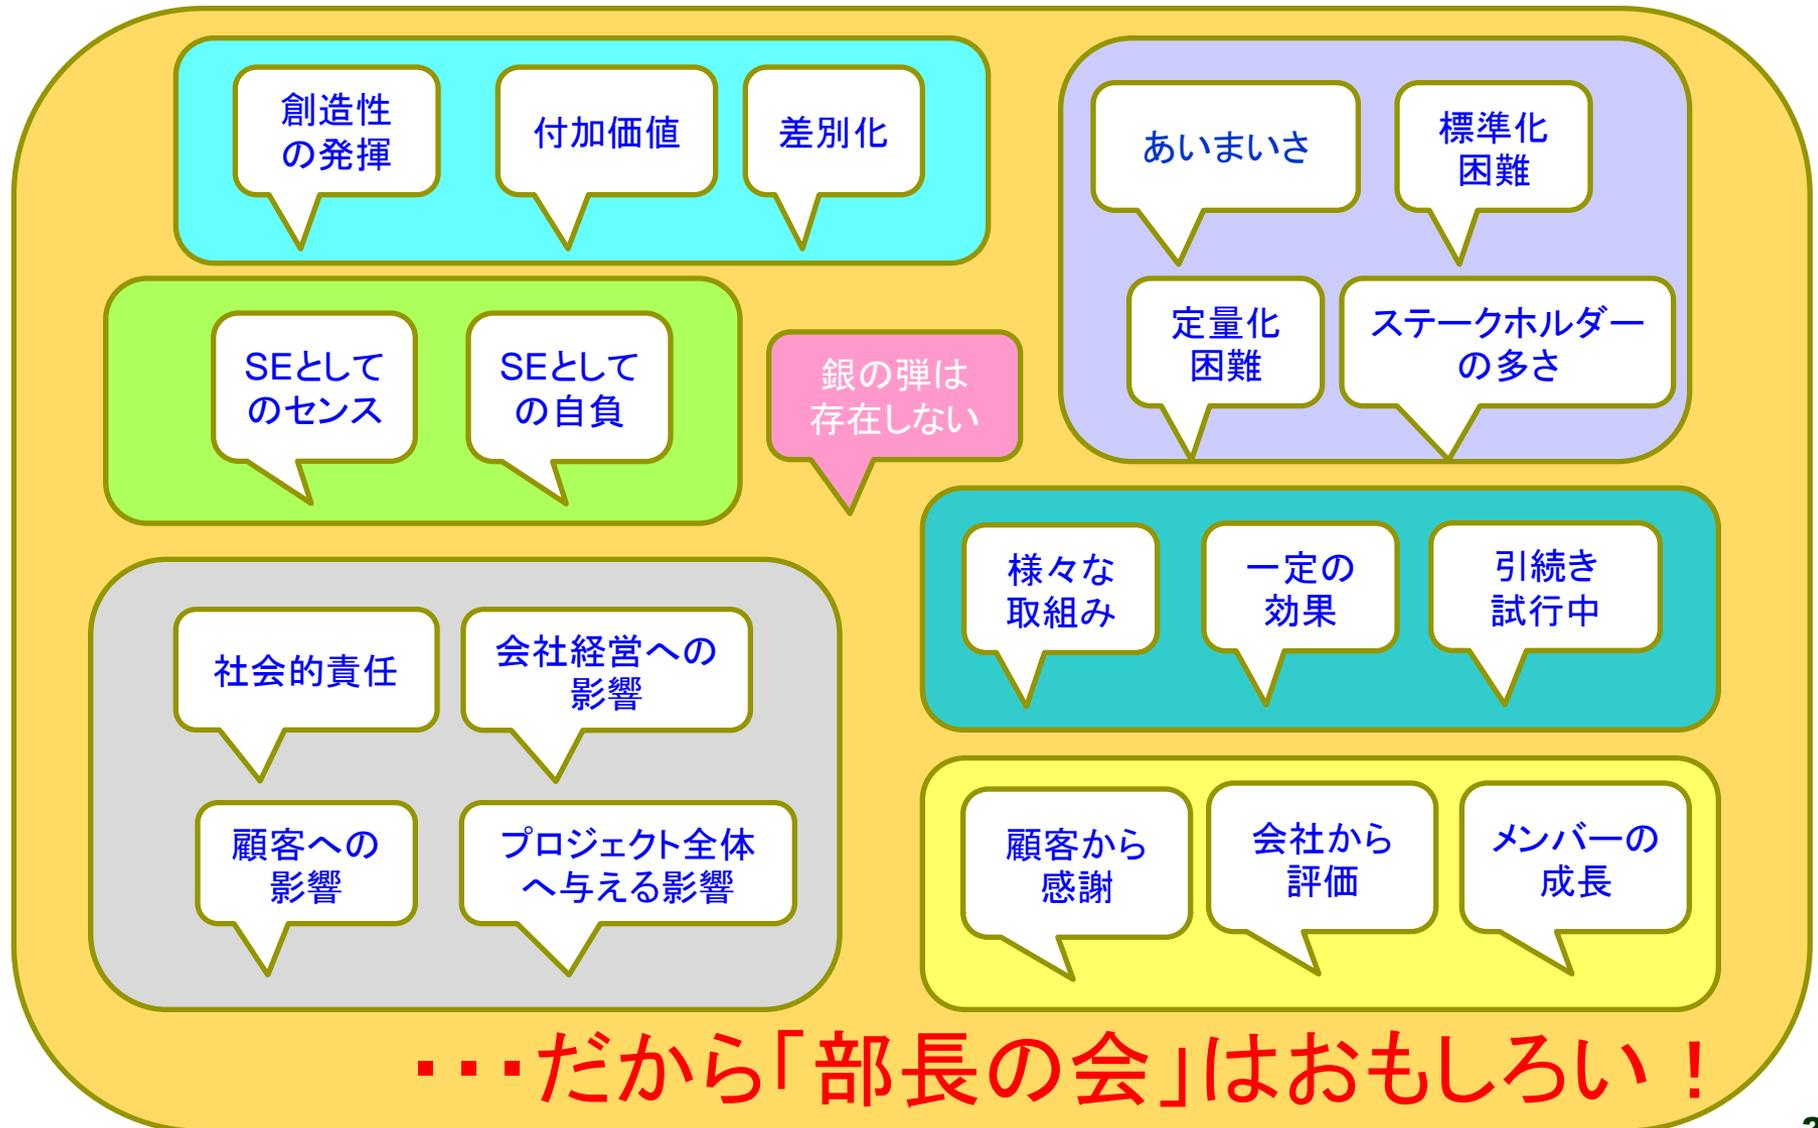 創造性
の発揮
付加価値
差別化
あいまいさ
標準化
困難
定量化
困難
ステークホルダー
の多さ
SEとして
のセンス
SEとして
の自負
銀の弾は
存在しない
様々な
取組み
一定の
効果
引続き
試行中
社会的責任
会社経営への
影響
顧客への
影響
プロジェクト全体
へ与える影響
顧客から
感謝
会社から
評価
メンバーの
成長
・・・だから「部長の会」はおもしろい！